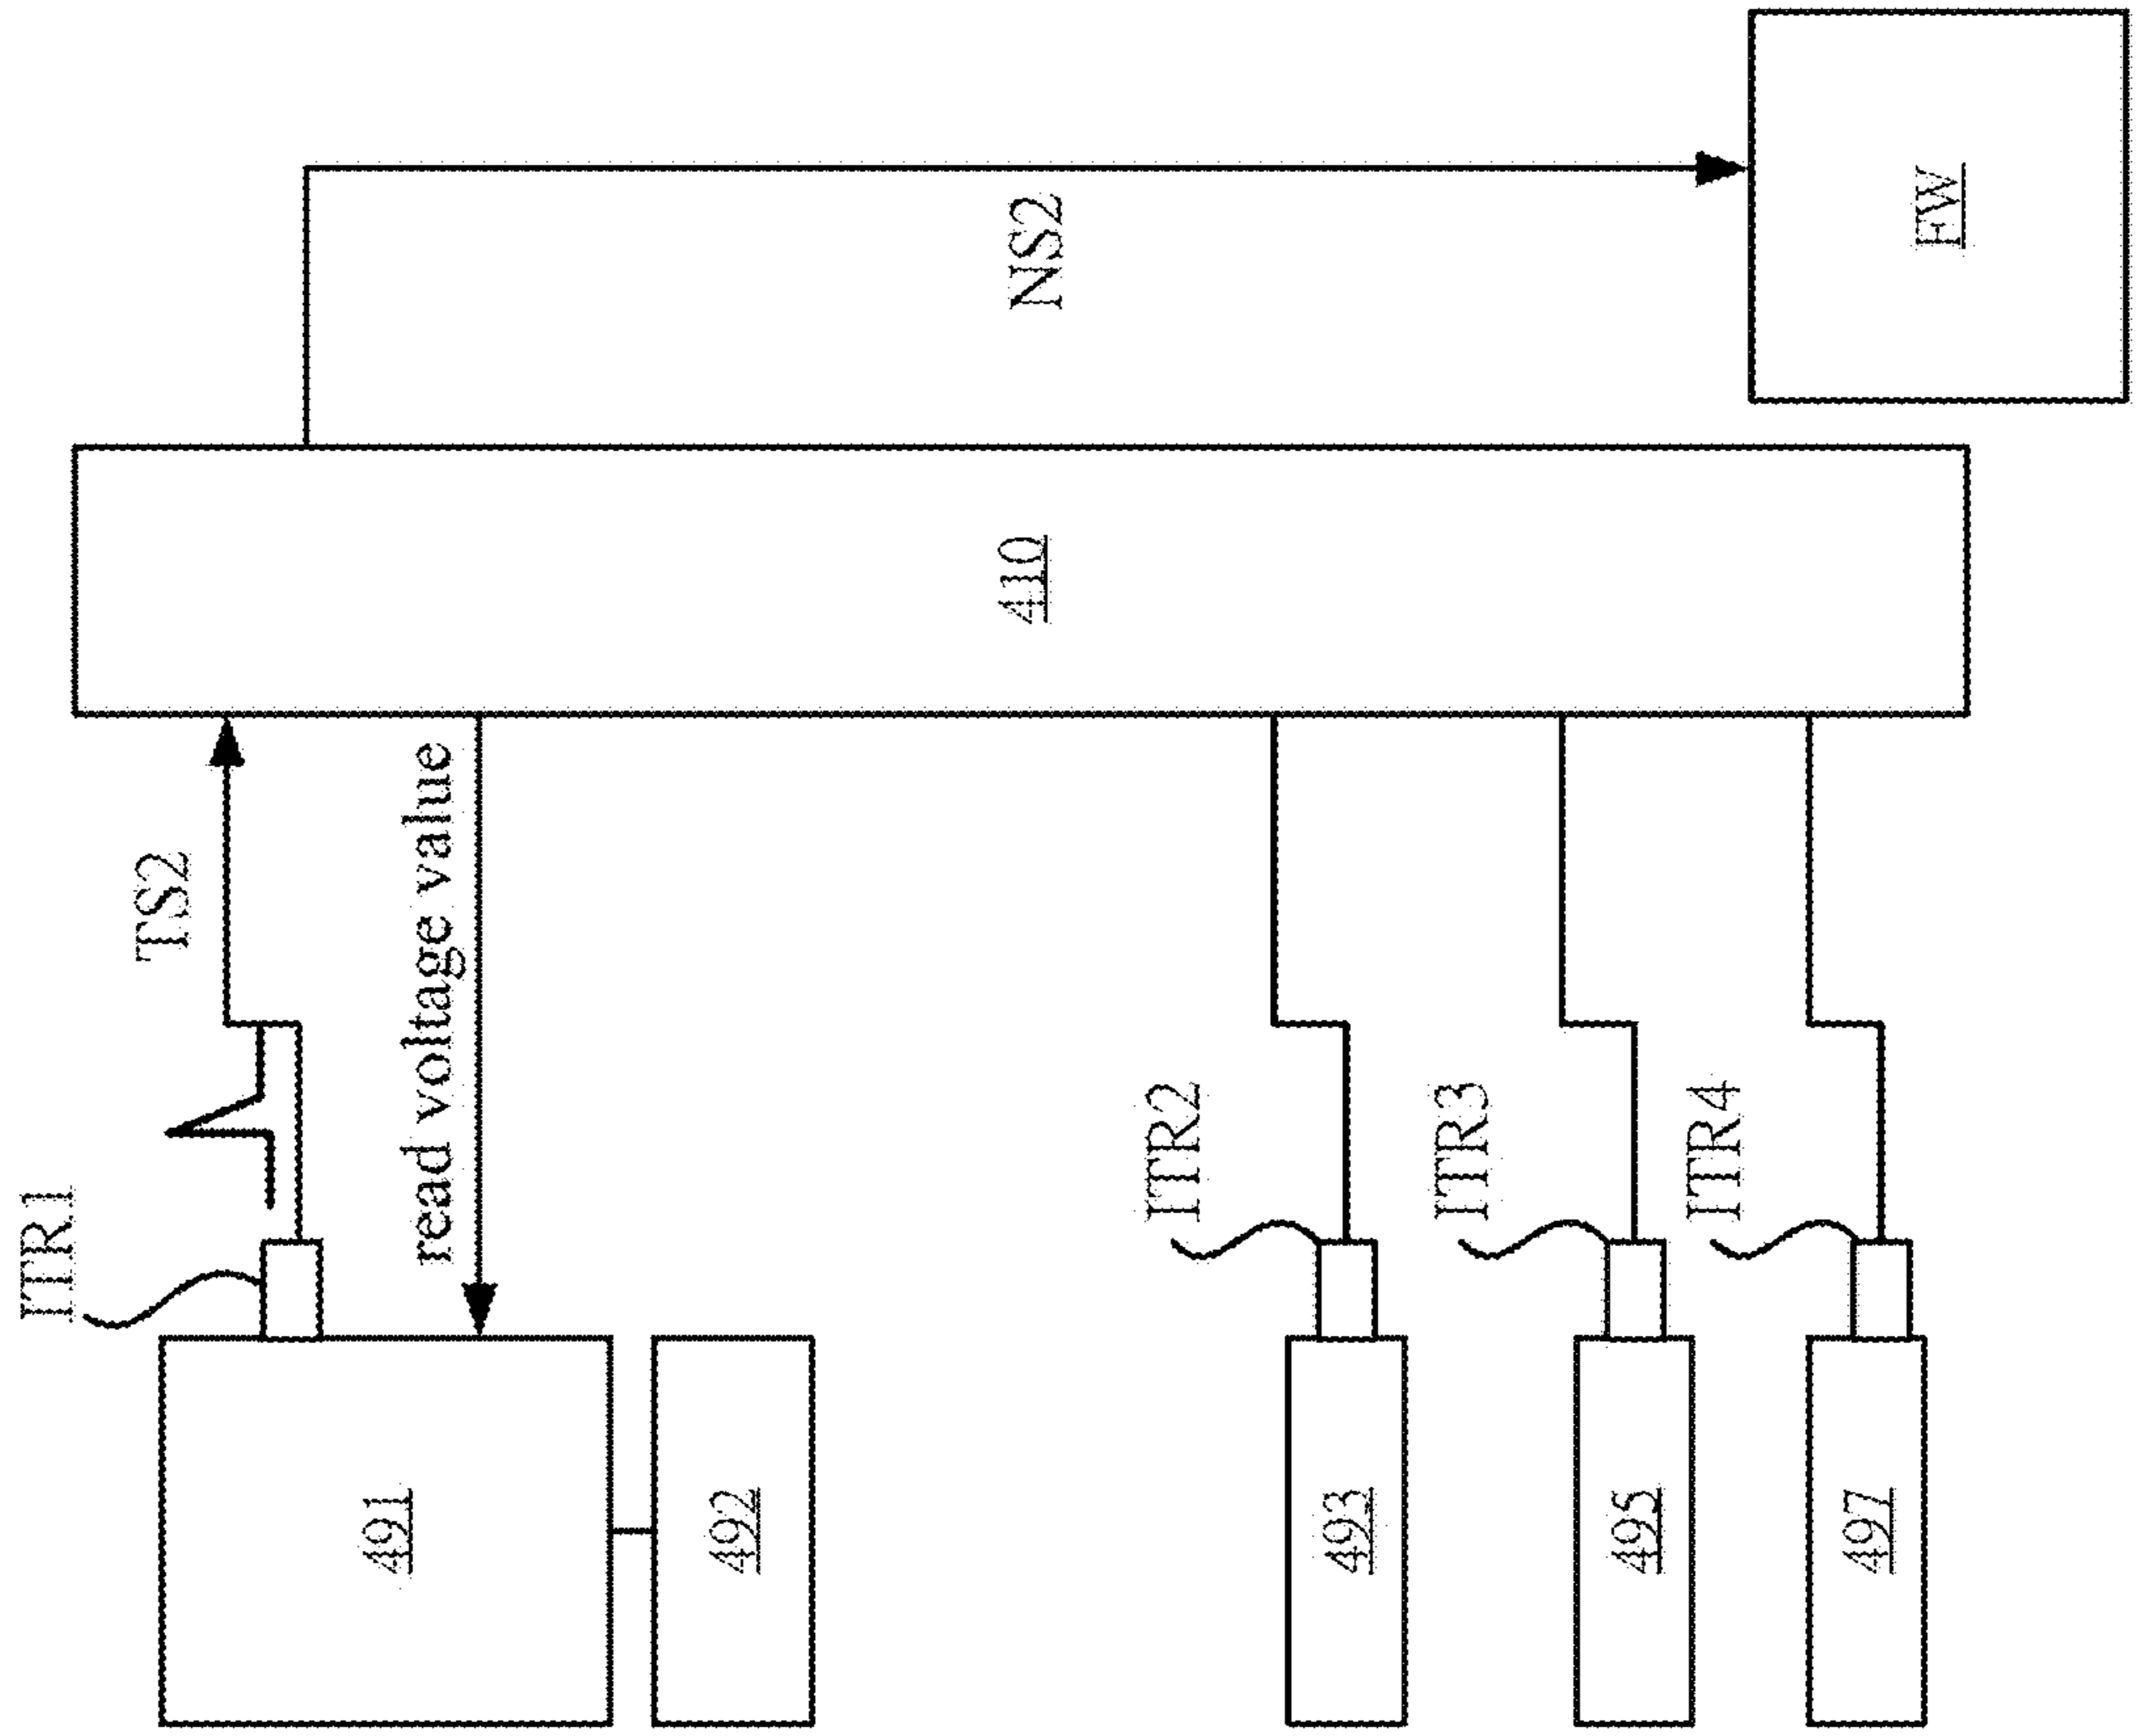 ITR1
TS2
491
read voltage value
492
410
NS2
ITR2
493
ITR3
495
ITR4
497
FW